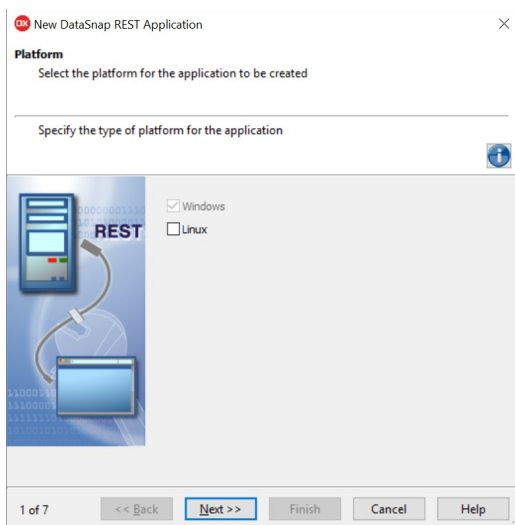 DX New DataSnap REST Application
Platform
Select the platform for the application to be created
Specify the type of platform for the application
Windows
REST
Linux
1 of 7 << Back Next >> Finish Cancel Help